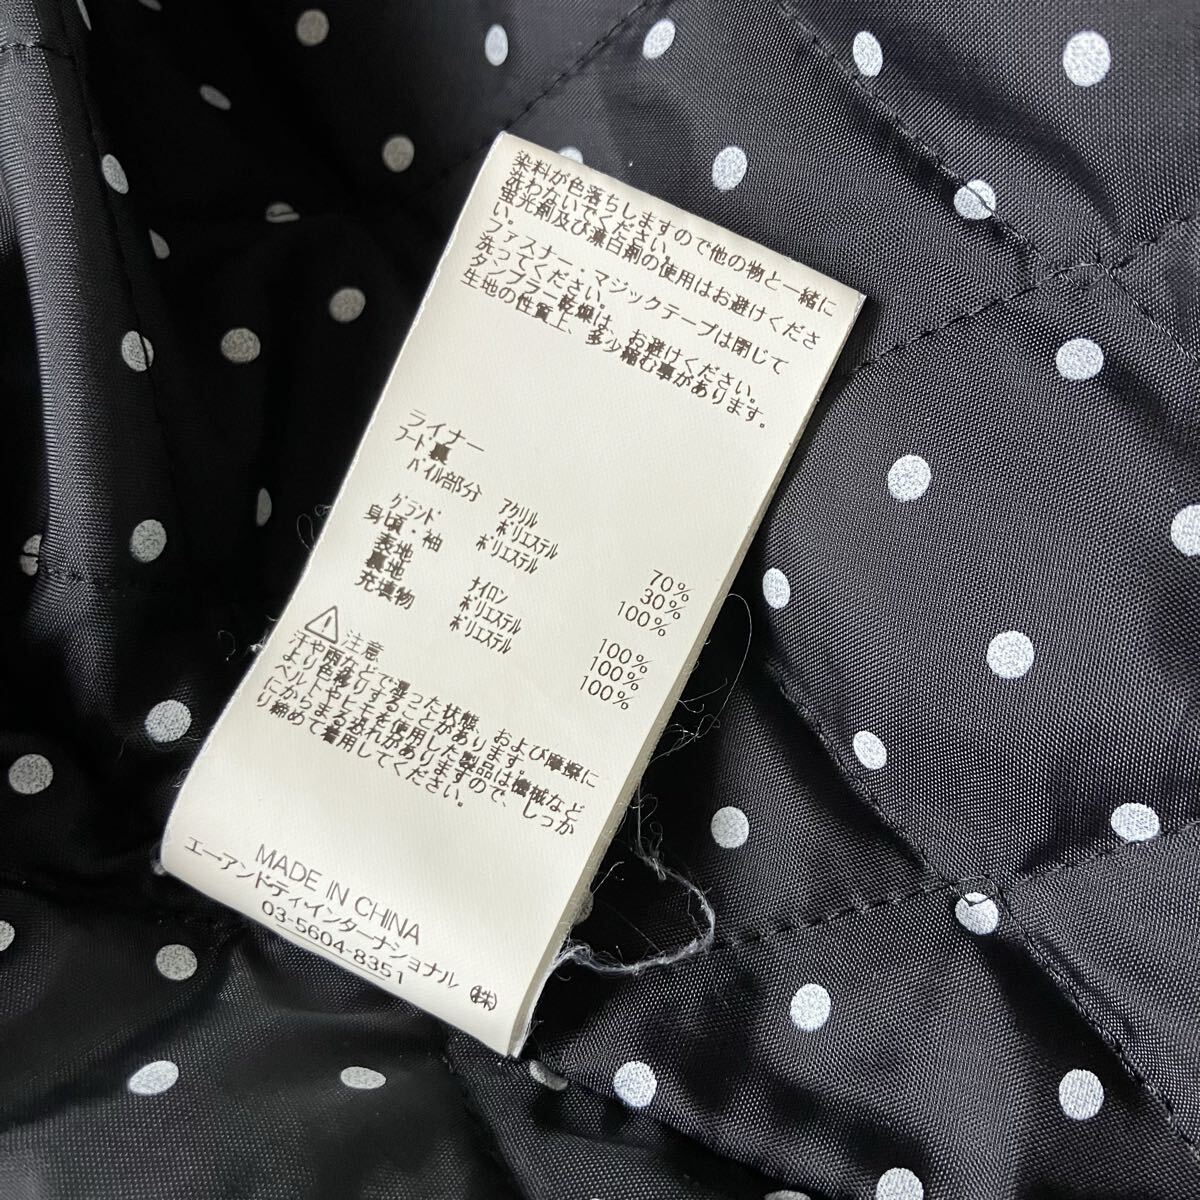 染料が色落ちしますので他の物と一緒に
洗わないでください。
蛍光剤及び漂白剤の使用はお避けくださ
い。
ファスナー・マジックテープは閉じて
洗ってください。
タンブラー乾燥は、お避けください。
生地の性質上、多少縮む事があります。
ライナー
フード裏
パイル部分 アクリル 70%
ポリエステル 30%
グランド ポリエステル 100%
身頃・袖
表地 ナイロン 100%
裏地 ポリエステル 100%
充填物 ポリエステル 100%
注意
汗や雨などで湿った状態、および摩擦に
より色移りすることがあります。
ベルトやヒモを使用した製品は機械など
にからまる恐れがありますので、しっか
り締めて着用してください。
MADE IN CHINA
エーアンドティ・インターナショナル㈱
03-5604-8351